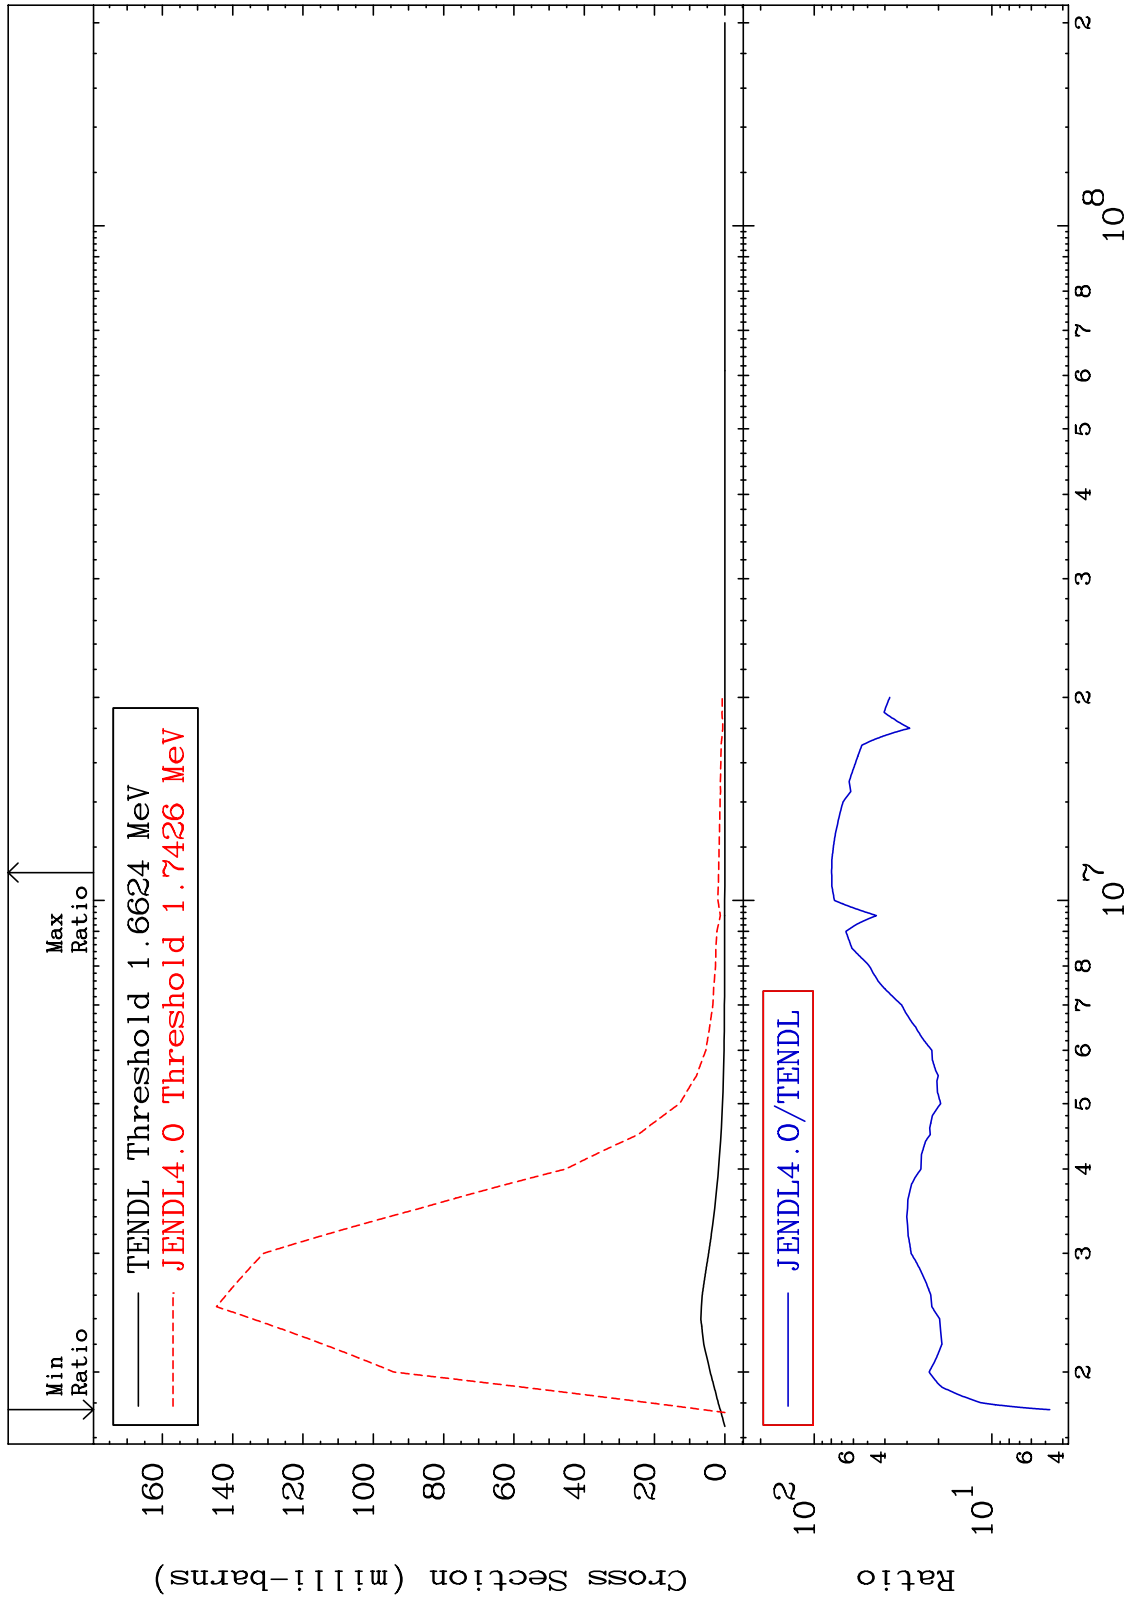 Min
Ratio
Max
Ratio
TENDL Threshold 1.6624 MeV
JENDL4.0 Threshold 1.7426 MeV
160
140
120
100
80
60
40
20
0
Cross Section (milli-barns)
JENDL4.0/TENDL
10^2
6
4
10^1
6
4
Ratio
2 3 4 5 6 7 8 2 3 4 5 6 7 8 2
10^7 10^8